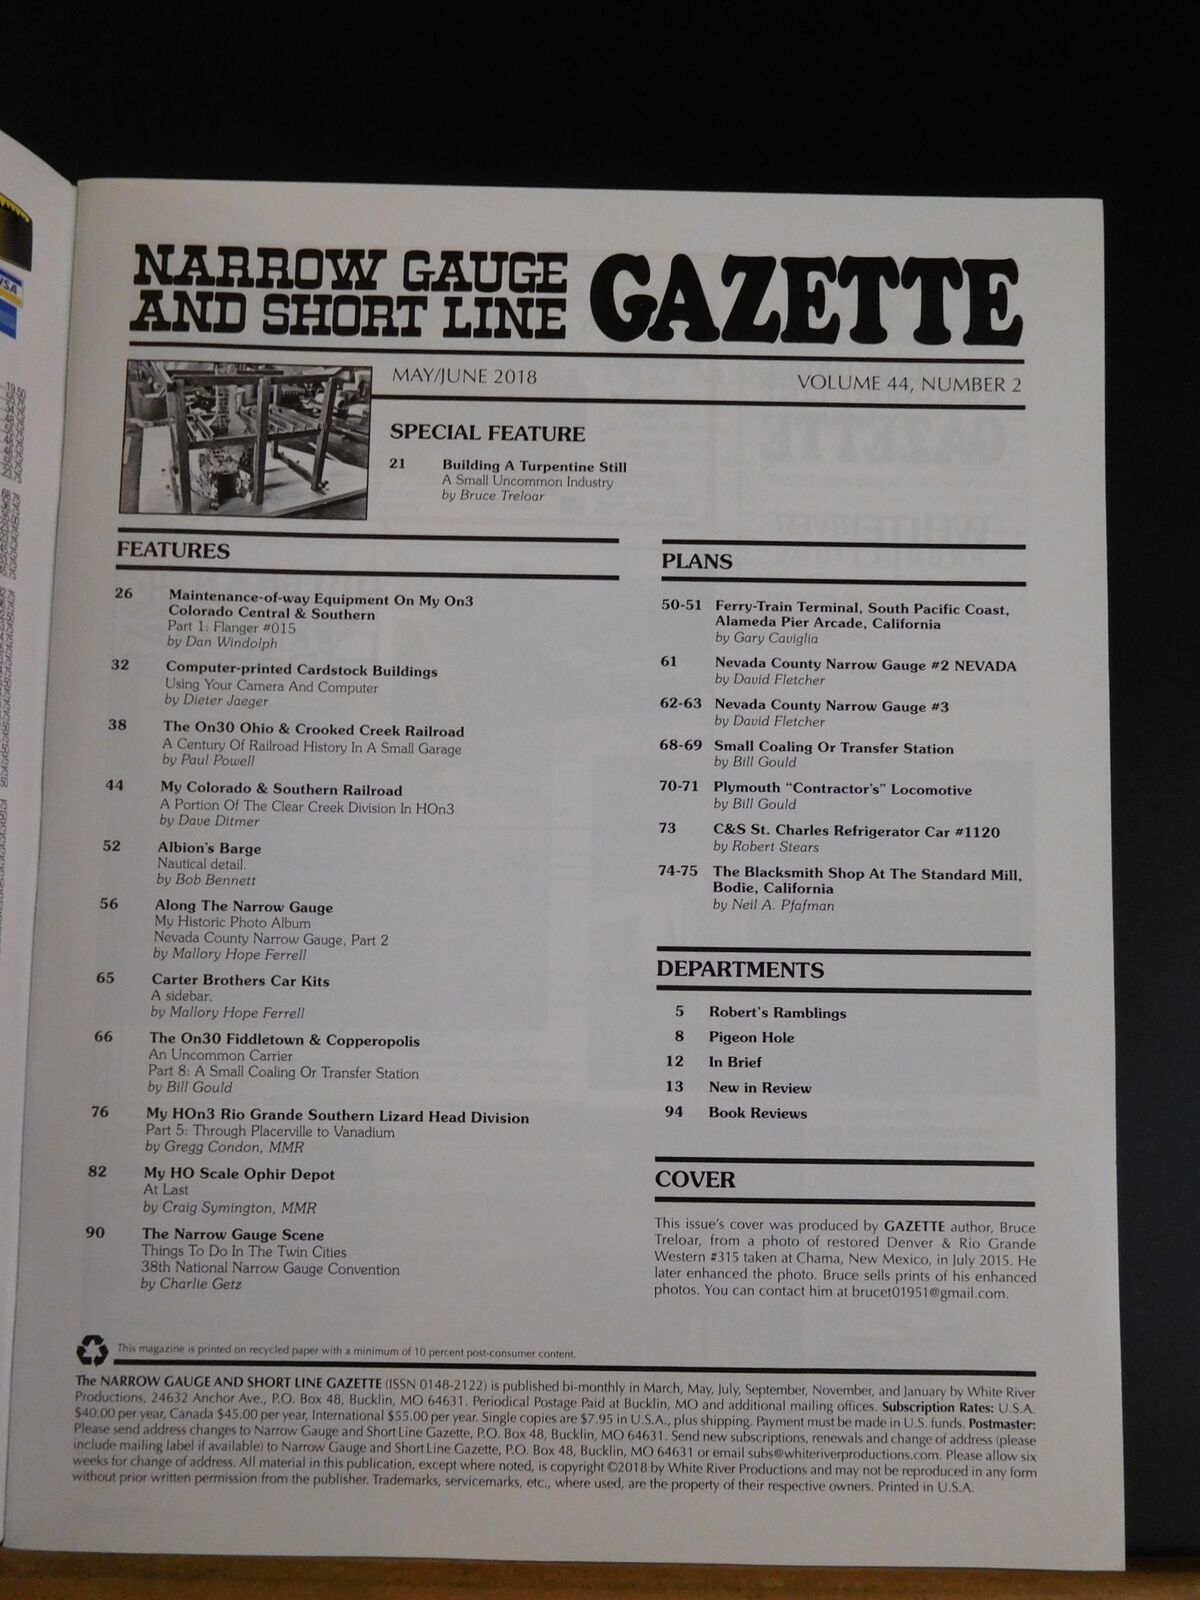 NARROW GAUGE
AND SHORT LINE
GAZETTE
MAY/JUNE 2018
VOLUME 44, NUMBER 2
SPECIAL FEATURE
21 Building A Turpentine Still
A Small Uncommon Industry
by Bruce Treloar
FEATURES
26 Maintenance-of-way Equipment On My On3
Colorado Central & Southern
Part 1: Flanger #015
by Dan Windolph
32 Computer-printed Cardstock Buildings
Using Your Camera And Computer
by Dieter Jaeger
38 The On30 Ohio & Crooked Creek Railroad
A Century Of Railroad History In A Small Garage
by Paul Powell
44 My Colorado & Southern Railroad
A Portion Of The Clear Creek Division In HOn3
by Dave Ditmer
52 Albion's Barge
Nautical detail.
by Bob Bennett
56 Along The Narrow Gauge
My Historic Photo Album
Nevada County Narrow Gauge, Part 2
by Mallory Hope Ferrell
65 Carter Brothers Car Kits
A sidebar.
by Mallory Hope Ferrell
66 The On30 Fiddletown & Copperopolis
An Uncommon Carrier
Part 8: A Small Coaling Or Transfer Station
by Bill Gould
76 My HOn3 Rio Grande Southern Lizard Head Division
Part 5: Through Placerville to Vanadium
by Gregg Condon, MMR
82 My HO Scale Ophir Depot
At Last
by Craig Symington, MMR
90 The Narrow Gauge Scene
Things To Do In The Twin Cities
38th National Narrow Gauge Convention
by Charlie Getz
PLANS
50-51 Ferry-Train Terminal, South Pacific Coast,
Alameda Pier Arcade, California
by Gary Caviglia
61 Nevada County Narrow Gauge #2 NEVADA
by David Fletcher
62-63 Nevada County Narrow Gauge #3
by David Fletcher
68-69 Small Coaling Or Transfer Station
by Bill Gould
70-71 Plymouth "Contractor's" Locomotive
by Bill Gould
73 C&S St. Charles Refrigerator Car #1120
by Robert Stears
74-75 The Blacksmith Shop At The Standard Mill,
Bodie, California
by Neil A. Pfafman
DEPARTMENTS
5 Robert's Ramblings
8 Pigeon Hole
12 In Brief
13 New in Review
94 Book Reviews
COVER
This issue's cover was produced by GAZETTE author, Bruce
Treloar, from a photo of restored Denver & Rio Grande
Western #315 taken at Chama, New Mexico, in July 2015. He
later enhanced the photo. Bruce sells prints of his enhanced
photos. You can contact him at brucet01951@gmail.com.
This magazine is printed on recycled paper with a minimum of 10 percent post-consumer content.
The NARROW GAUGE AND SHORT LINE GAZETTE (ISSN 0148-2122) is published bi-monthly in March, May, July, September, November, and January by White River
Productions, 24632 Anchor Ave., P.O. Box 48, Bucklin, MO 64631. Periodical Postage Paid at Bucklin, MO and additional mailing offices. Subscription Rates: U.S.A.
$40.00 per year, Canada $45.00 per year, International $55.00 per year. Single copies are $7.95 in U.S.A., plus shipping. Payment must be made in U.S. funds. Postmaster:
Please send address changes to Narrow Gauge and Short Line Gazette, P.O. Box 48, Bucklin, MO 64631. Send new subscriptions, renewals and change of address (please
include mailing label if available) to Narrow Gauge and Short Line Gazette, P.O. Box 48, Bucklin, MO 64631 or email subs@whiteriverproductions.com. Please allow six
weeks for change of address. All material in this publication, except where noted, is copyright ©2018 by White River Productions and may not be reproduced in any form
without prior written permission from the publisher. Trademarks, servicemarks, etc., where used, are the property of their respective owners. Printed in U.S.A.